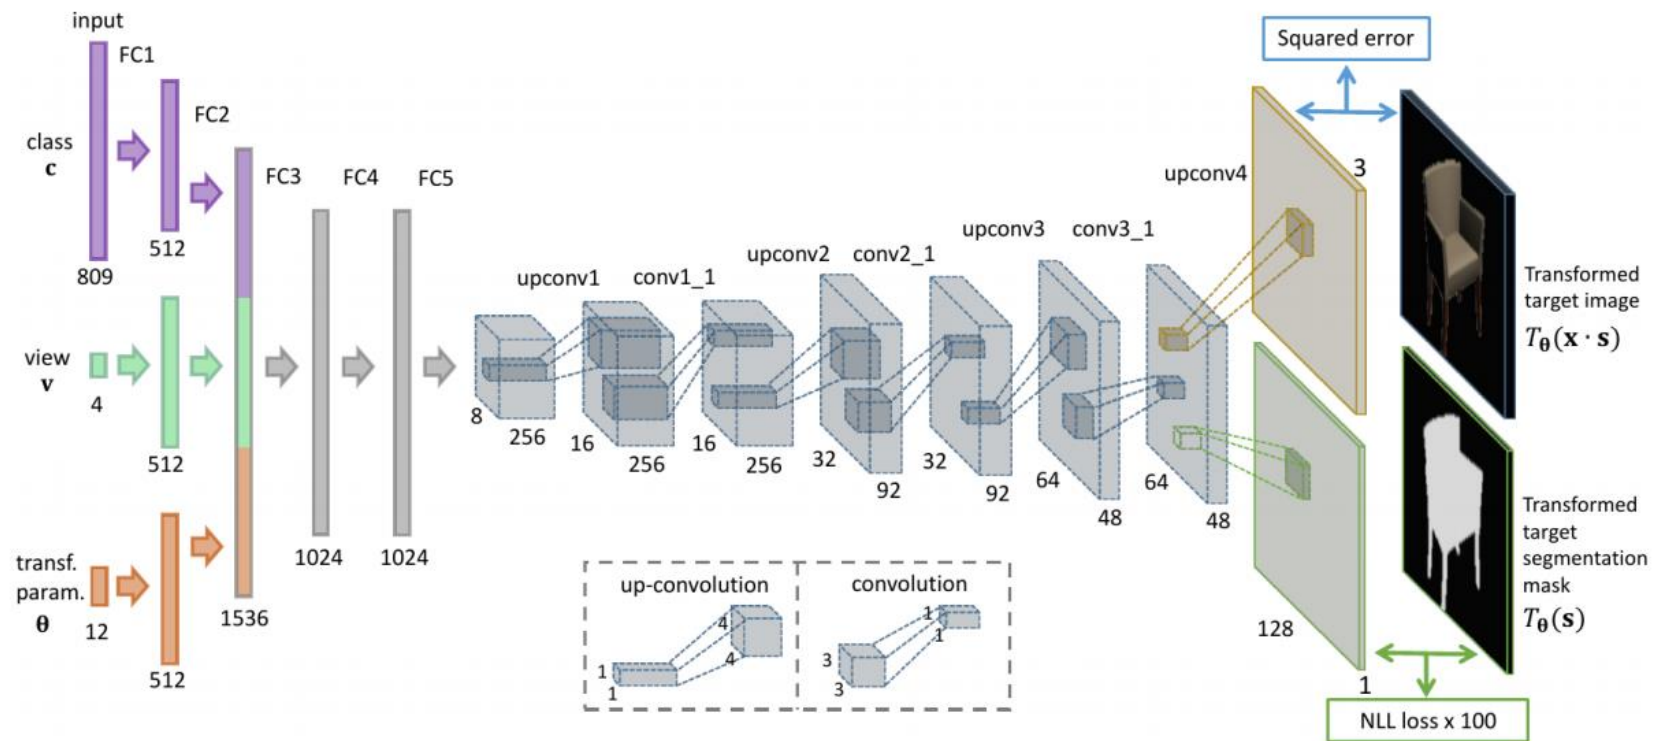 input
FC1
FC2
class
c
809
512
view
v
4
512
transf.
param.
θ
12
512
1536
FC3
FC4
FC5
1024
1024
8
256
upconv1
16
256
conv1_1
16
256
upconv2
32
92
conv2_1
32
92
upconv3
64
48
conv3_1
64
48
upconv4
3
128
1
Squared error
Transformed
target image
Tθ(x · s)
Transformed
target
segmentation
mask
Tθ(s)
NLL loss x 100
up-convolution
1
1
4
4
convolution
3
3
1
1